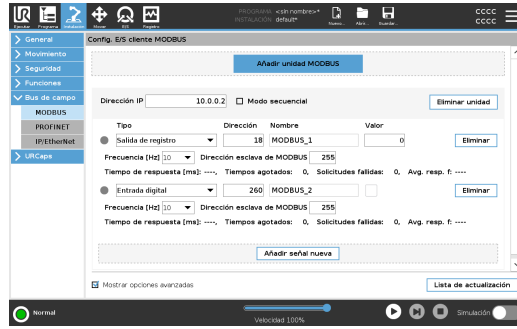 PROGRAMA <sin nombre>*
INSTALACIÓN default*
CCCC
CCCC
Ejecutar Programa Instalación Mover E/S Registro Nuevo... Abrir... Guardar...
General
Movimiento
Seguridad
Funciones
Bus de campo
MODBUS
PROFINET
IP/EtherNet
URCaps
Config. E/S cliente MODBUS
Añadir unidad MODBUS
Dirección IP 10.0.0.2 Modo secuencial Eliminar unidad
Tipo Dirección Nombre Valor
Salida de registro 18 MODBUS_1 0 Eliminar
Frecuencia [Hz] 10 Dirección esclava de MODBUS 255
Tiempo de respuesta [ms]: ----, Tiempos agotados: 0, Solicitudes fallidas: 0, Avg. resp. f: ----
Entrada digital 260 MODBUS_2 Eliminar
Frecuencia [Hz] 10 Dirección esclava de MODBUS 255
Tiempo de respuesta [ms]: ----, Tiempos agotados: 0, Solicitudes fallidas: 0, Avg. resp. f: ----
Añadir señal nueva
Mostrar opciones avanzadas Lista de actualización
Normal
Velocidad 100%
Simulación